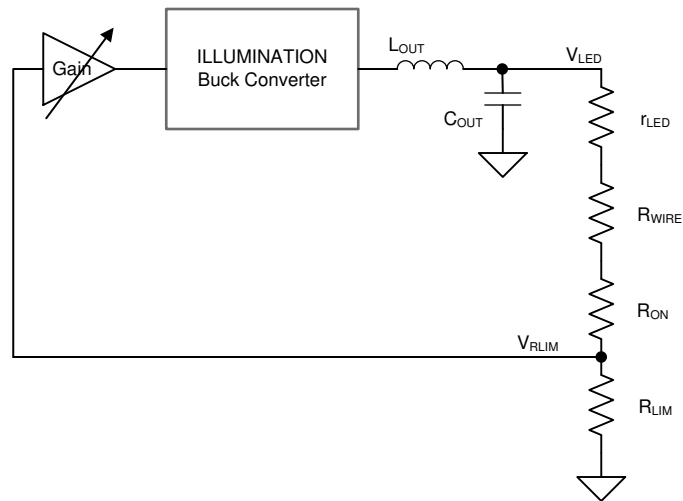 Gain
ILLUMINATION
Buck Converter
LOUT
COUT
VLED
rLED
RWIRE
RON
VRLIM
RLIM